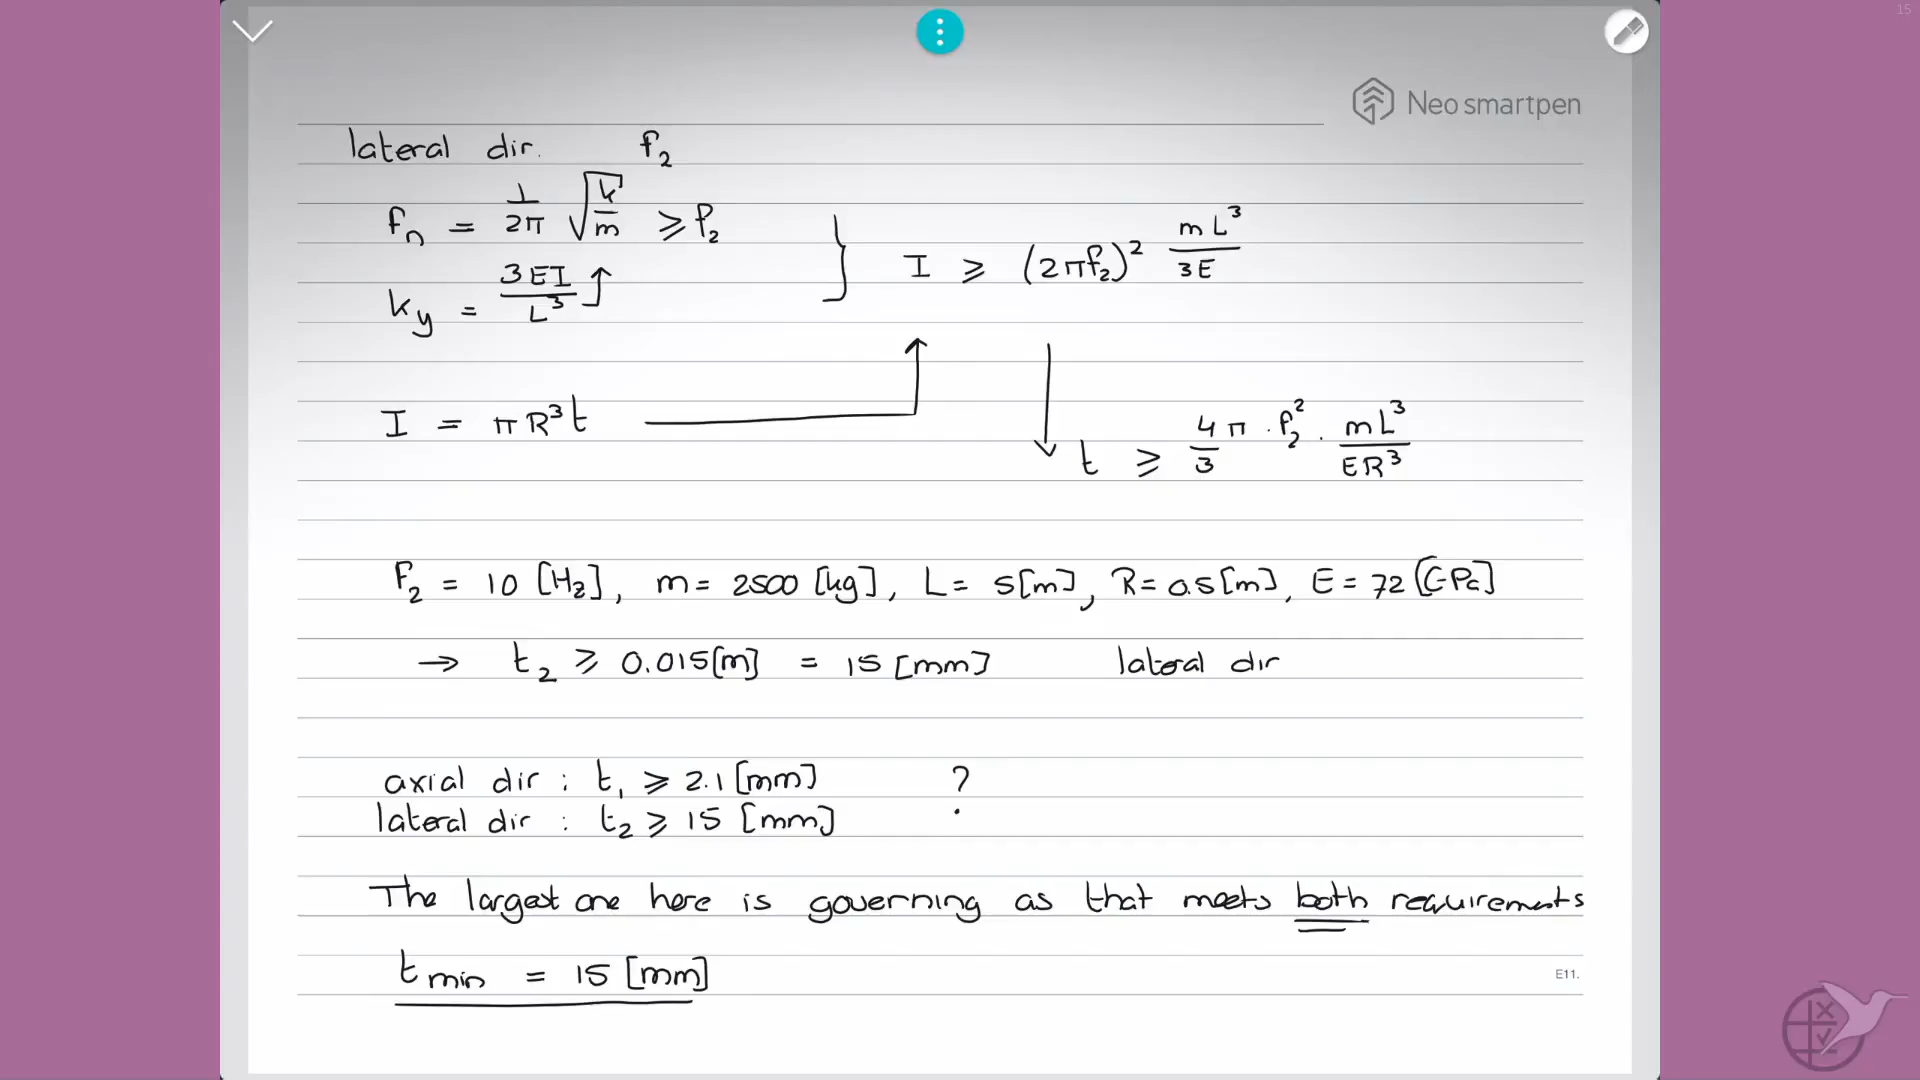 15
Neo smartpen
lateral dir. f₂
fₙ = 1/2π √(k/m) ≥ f₂
k_y = 3EI/L³
} I ≥ (2πf₂)² mL³/3E
I = πR³t
t ≥ 4/3 π · f₂² · mL³/ER³
f₂ = 10 [Hz], m = 2500 [kg], L = 5[m], R = 0.5[m], E = 72 [GPa]
→ t₂ ≥ 0.015[m] = 15 [mm] lateral dir
axial dir : t₁ ≥ 2.1 [mm] ?
lateral dir : t₂ ≥ 15 [mm]
The largest one here is governing as that meets both requirements
t min = 15 [mm]
E11.